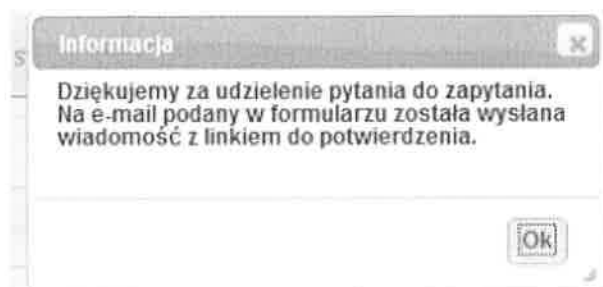 S
Informacja
Dziękujemy za udzielenie pytania do zapytania.
Na e-mail podany w formularzu została wysłana
wiadomość z linkiem do potwierdzenia.
Ok